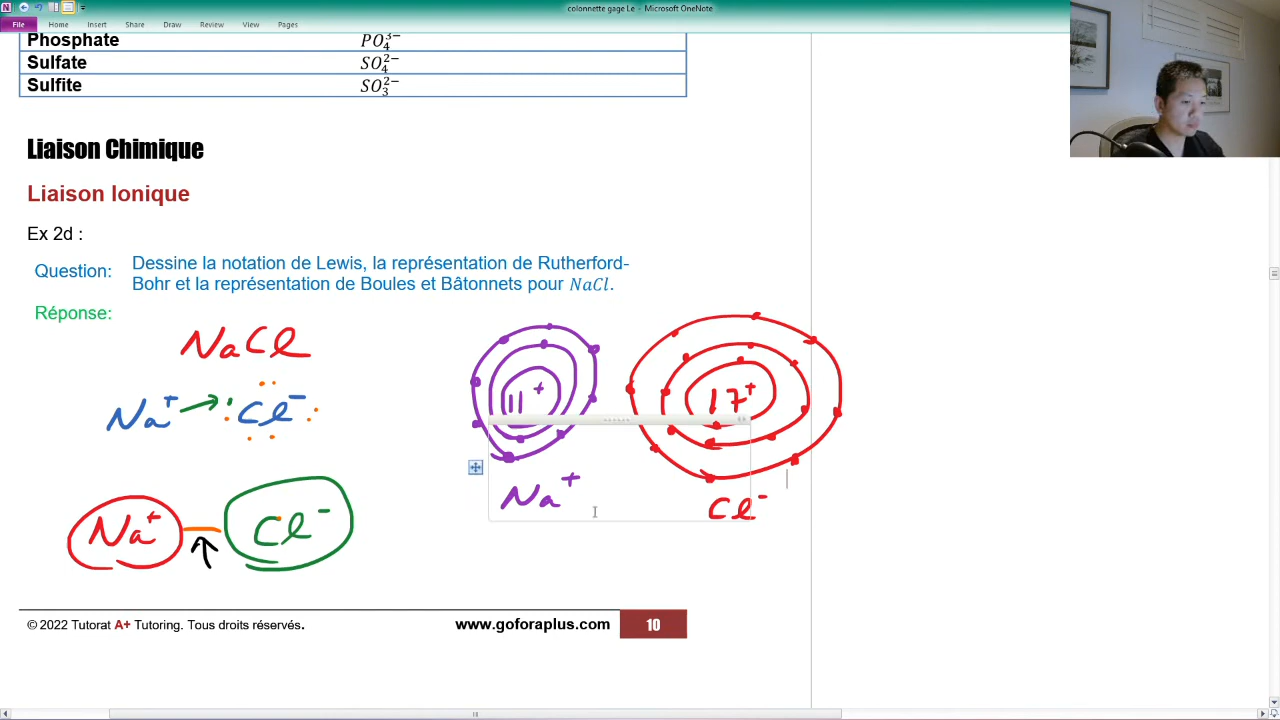 colonnette gage Le - Microsoft OneNote
File Home Insert Share Draw Review View Pages
Phosphate PO₄³⁻
Sulfate SO₄²⁻
Sulfite SO₃²⁻
Liaison Chimique
Liaison Ionique
Ex 2d :
Question: Dessine la notation de Lewis, la représentation de Rutherford-
Bohr et la représentation de Boules et Bâtonnets pour NaCl.
Réponse:
NaCl
Na⁺ Cl⁻
11⁺ 17⁺
Na⁺ Cl⁻
Na⁺ Cl⁻
© 2022 Tutorat A+ Tutoring. Tous droits réservés. www.goforaplus.com 10